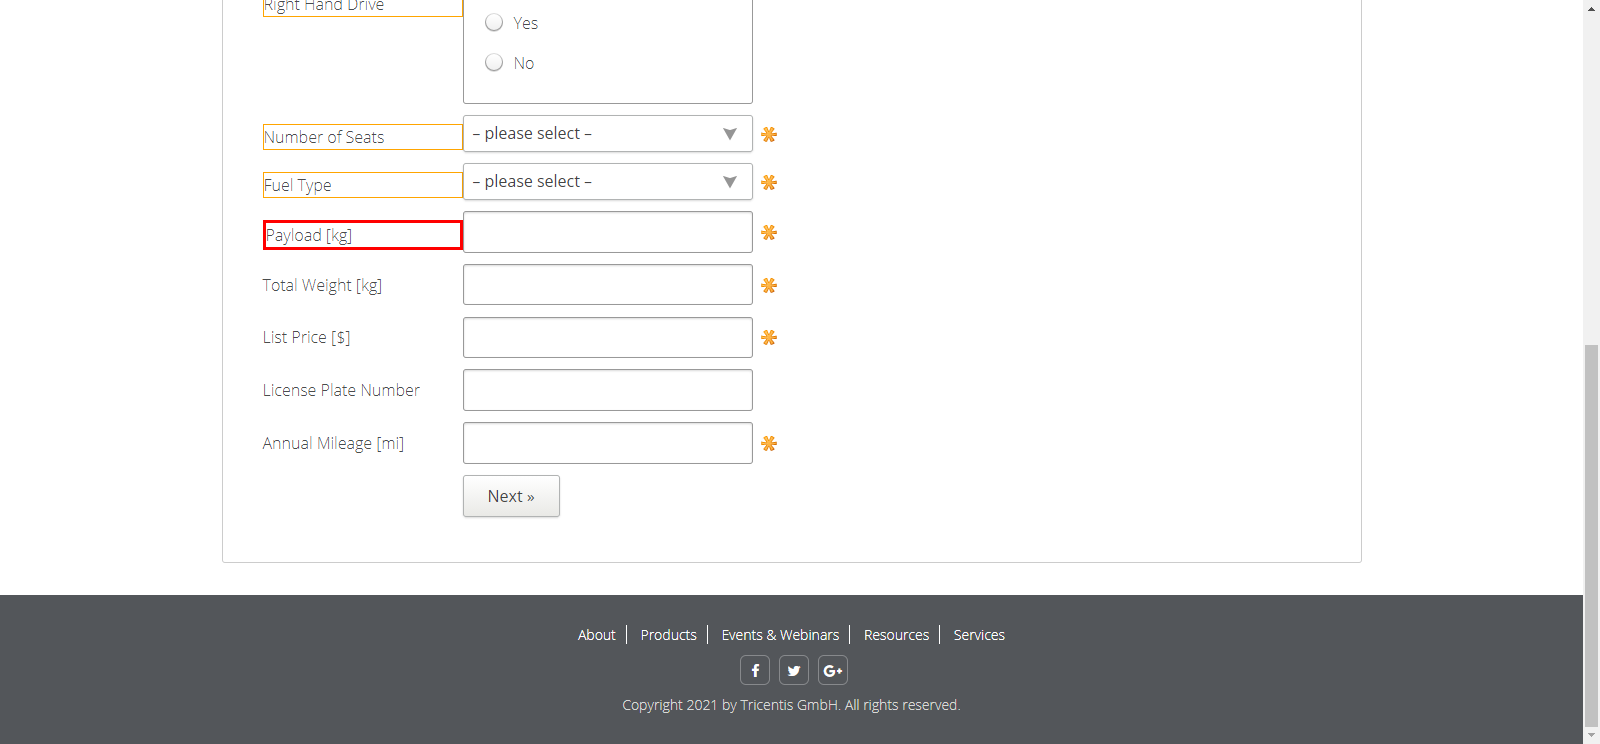 Right Hand Drive
Yes
No
Number of Seats – please select –
Fuel Type – please select –
Payload [kg]
Total Weight [kg]
List Price [$]
License Plate Number
Annual Mileage [mi]
Next »
About Products Events & Webinars Resources Services
Copyright 2021 by Tricentis GmbH. All rights reserved.